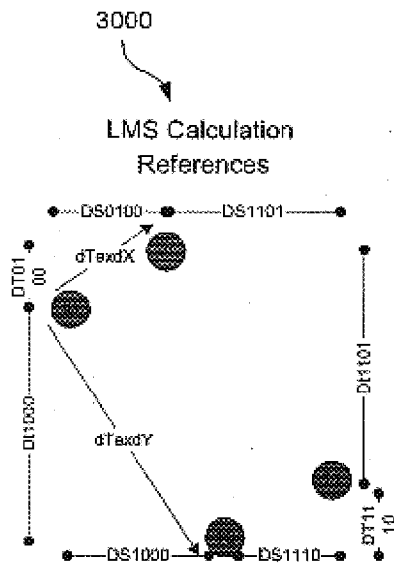 3000
LMS Calculation
References
DS0100 DS1101
dTexdX
DT01
00
Dt1000
Dt1101
dTexdY
DT11
10
DS1000 DS1110